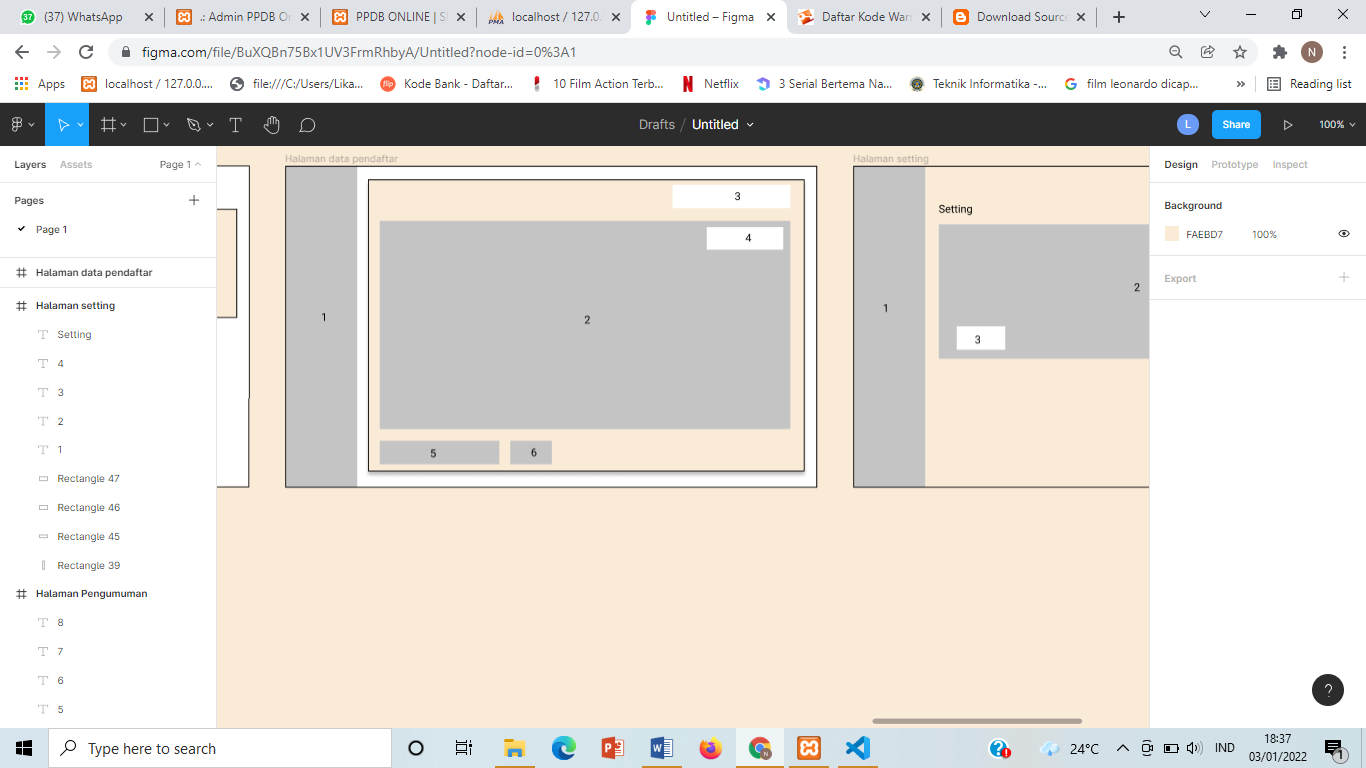 (37) WhatsApp
.: Admin PPDB O
PPDB ONLINE | S
localhost / 127.0.
Untitled – Figma
Daftar Kode War
Download Source
figma.com/file/BuXQBn75Bx1UV3FrmRhbyA/Untitled?node-id=0%3A1
N
Apps
localhost / 127.0.0....
file:///C:/Users/Lika...
Kode Bank - Daftar...
10 Film Action Terb...
Netflix
3 Serial Bertema Na...
Teknik Informatika -...
film leonardo dicap...
Reading list
Drafts / Untitled
L
Share
100%
Layers
Assets
Page 1
Pages
Page 1
Halaman data pendaftar
Halaman setting
Setting
4
3
2
1
Rectangle 47
Rectangle 46
Rectangle 45
Rectangle 39
Halaman Pengumuman
8
7
6
5
Halaman data pendaftar
1
3
4
2
5
6
Halaman setting
Setting
1
2
3
Design
Prototype
Inspect
Background
FAEBD7
100%
Export
?
Type here to search
24°C
IND
18:37
03/01/2022
1